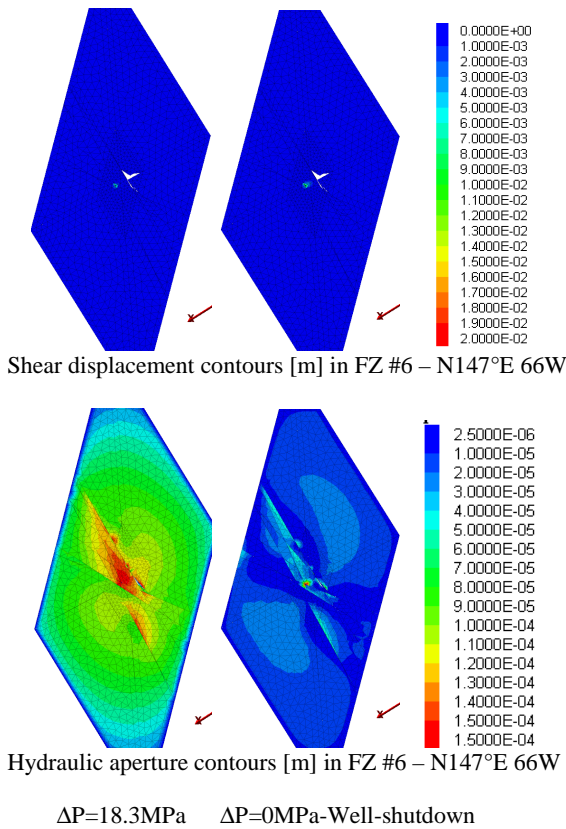 0.0000E+00
1.0000E-03
2.0000E-03
3.0000E-03
4.0000E-03
5.0000E-03
6.0000E-03
7.0000E-03
8.0000E-03
9.0000E-03
1.0000E-02
1.1000E-02
1.2000E-02
1.3000E-02
1.4000E-02
1.5000E-02
1.6000E-02
1.7000E-02
1.8000E-02
1.9000E-02
2.0000E-02
X
X
Shear displacement contours [m] in FZ #6 – N147°E 66W
2.5000E-06
1.0000E-05
2.0000E-05
3.0000E-05
4.0000E-05
5.0000E-05
6.0000E-05
7.0000E-05
8.0000E-05
9.0000E-05
1.0000E-04
1.1000E-04
1.2000E-04
1.3000E-04
1.4000E-04
1.5000E-04
1.5000E-04
X
X
Hydraulic aperture contours [m] in FZ #6 – N147°E 66W
ΔP=18.3MPa ΔP=0MPa-Well-shutdown